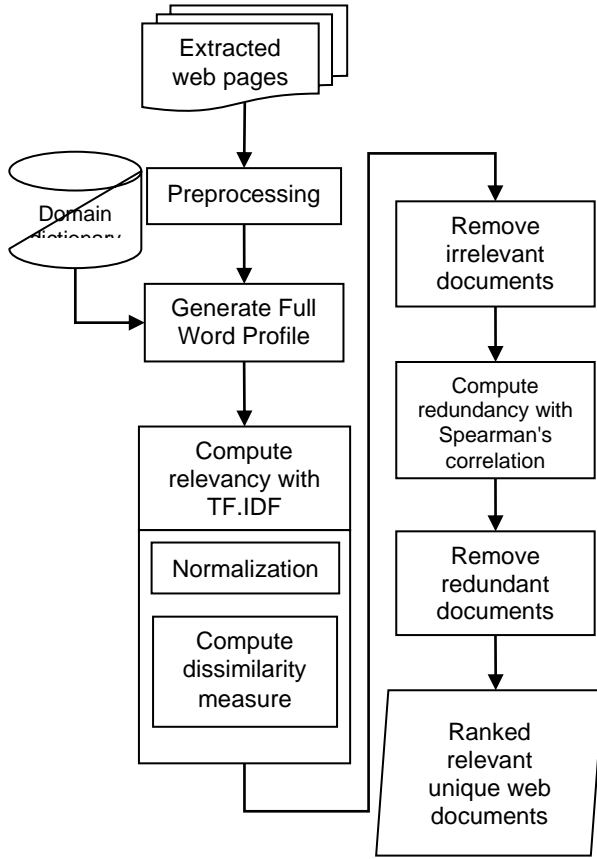 Extracted
web pages
Preprocessing
Domain
dictionary
Generate Full
Word Profile
Compute
relevancy with
TF.IDF
Normalization
Compute
dissimilarity
measure
Remove
irrelevant
documents
Compute
redundancy with
Spearman's
correlation
Remove
redundant
documents
Ranked
relevant
unique web
documents